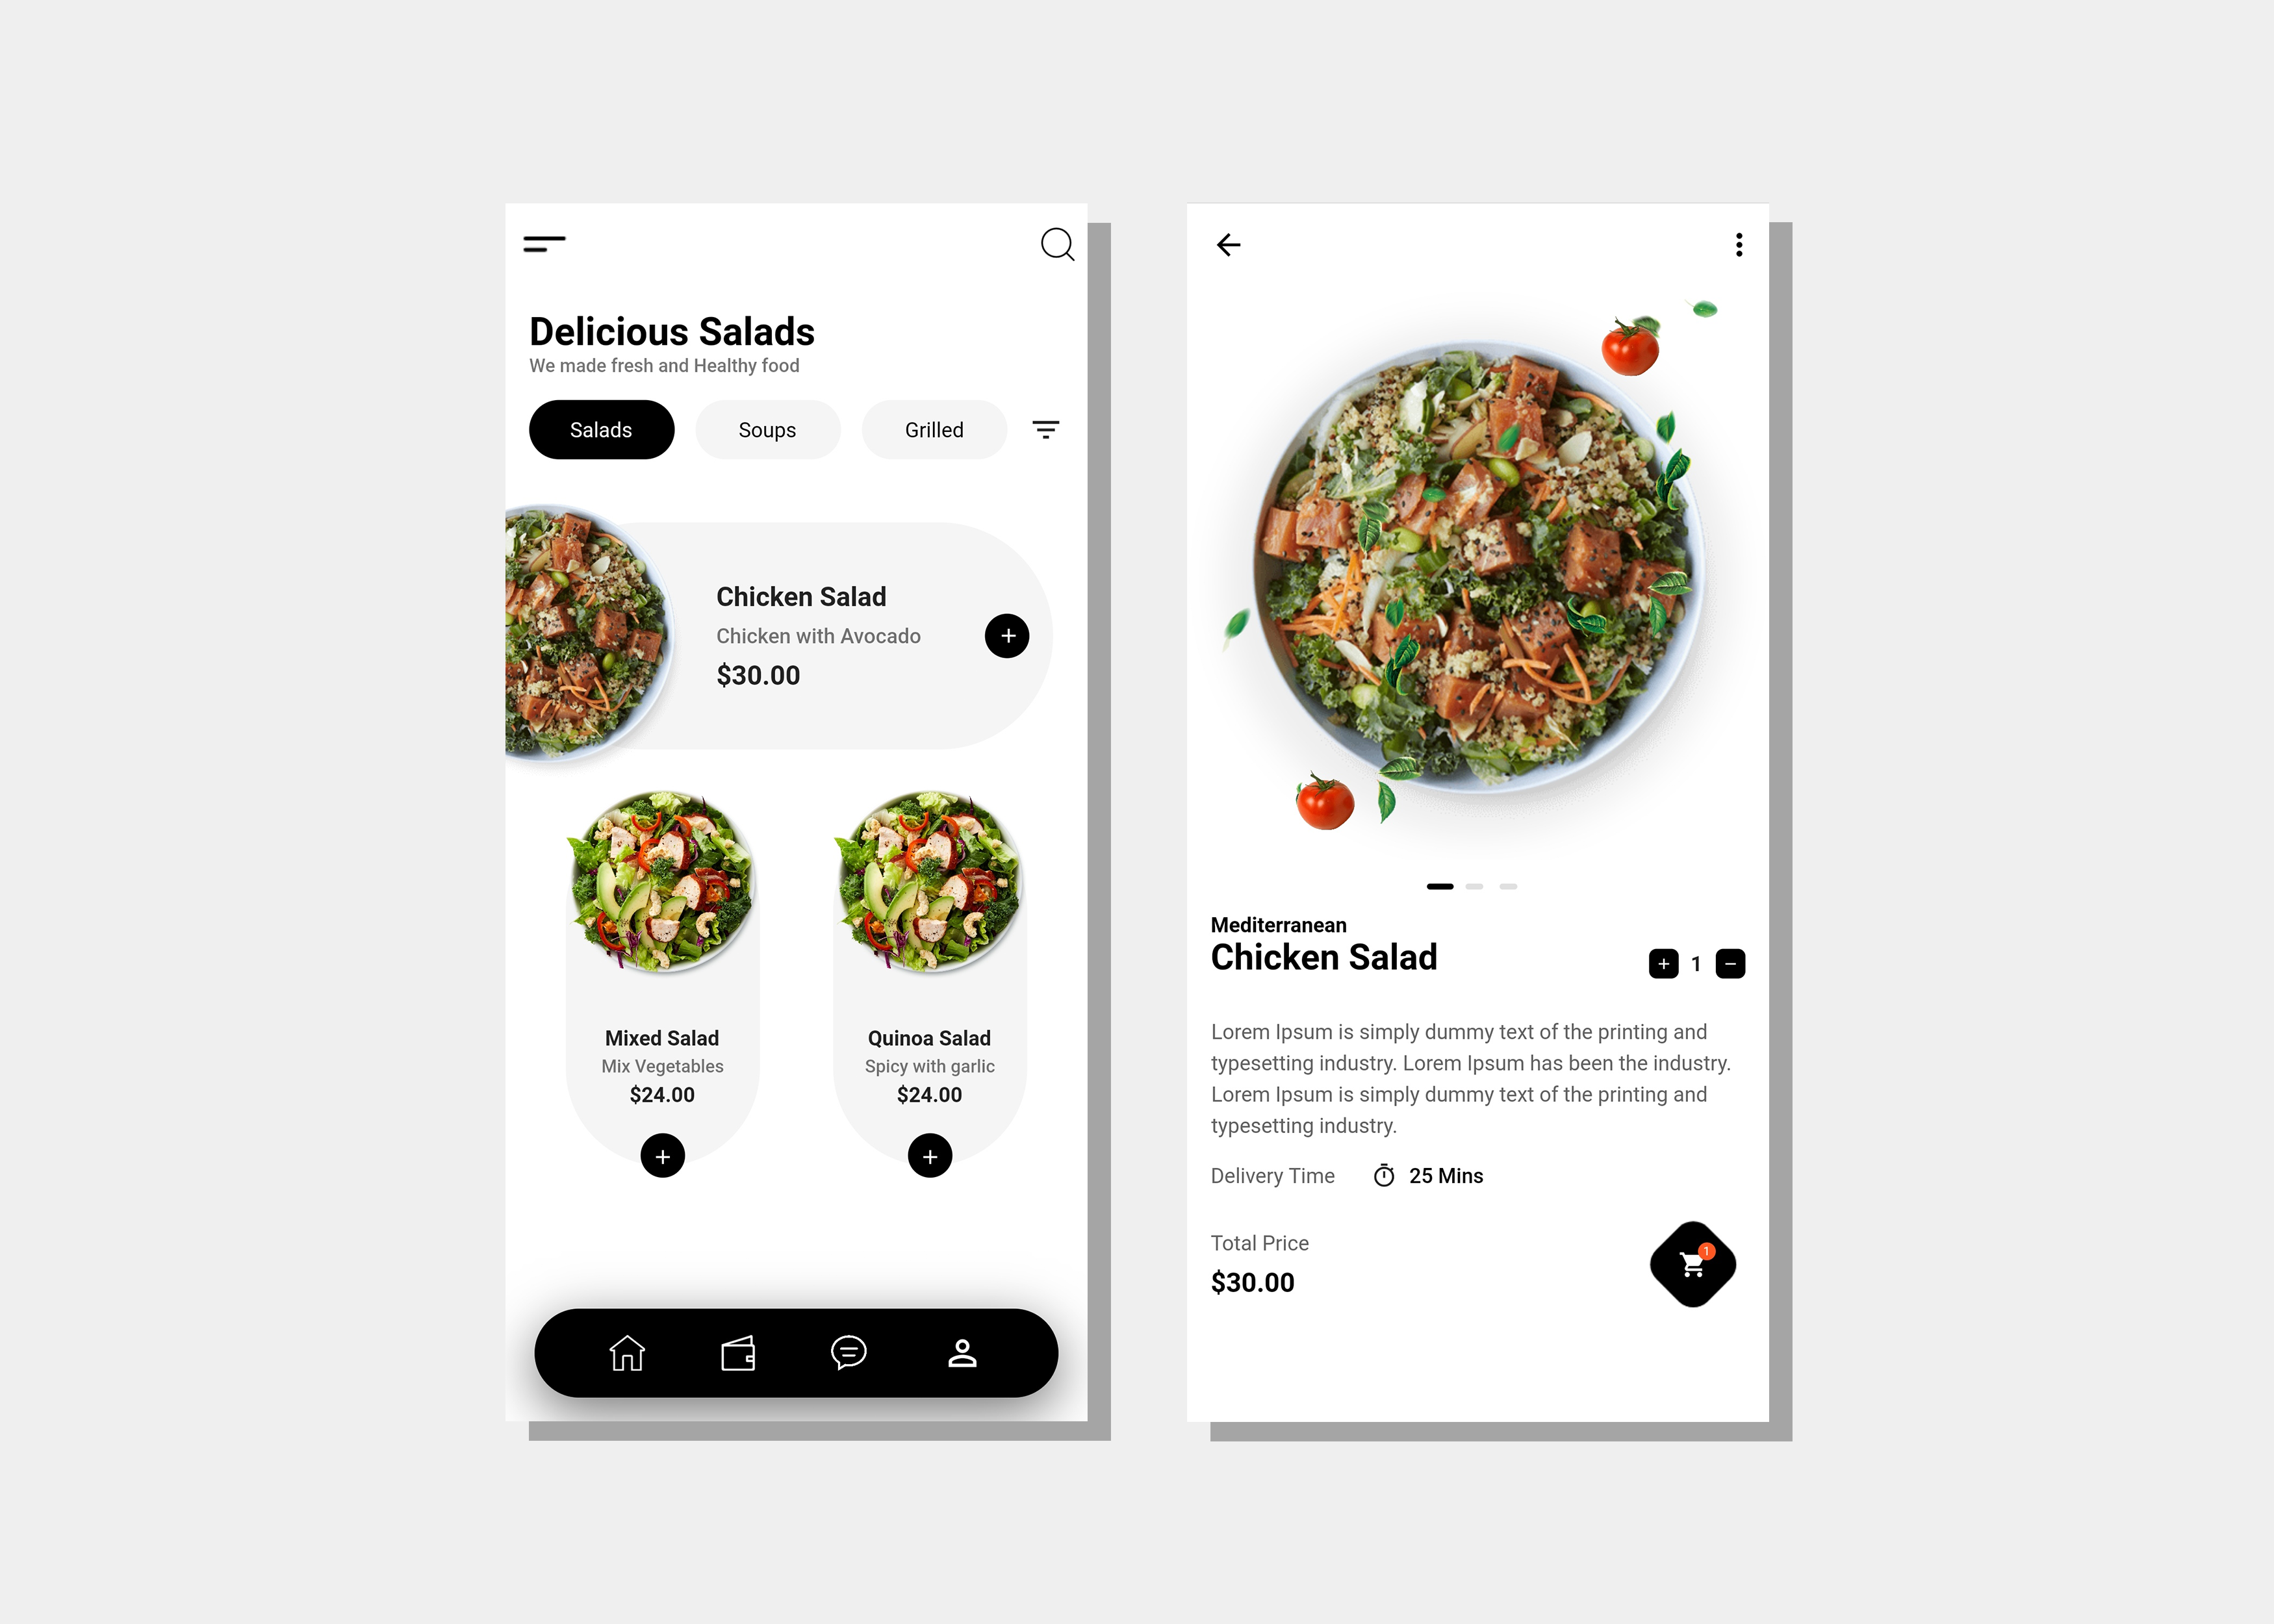 Delicious Salads
We made fresh and Healthy food
Salads
Soups
Grilled
Chicken Salad
Chicken with Avocado
$30.00
Mixed Salad
Mix Vegetables
$24.00
Quinoa Salad
Spicy with garlic
$24.00
Mediterranean
Chicken Salad
1
Lorem Ipsum is simply dummy text of the printing and
typesetting industry. Lorem Ipsum has been the industry.
Lorem Ipsum is simply dummy text of the printing and
typesetting industry.
Delivery Time
25 Mins
Total Price
$30.00
1